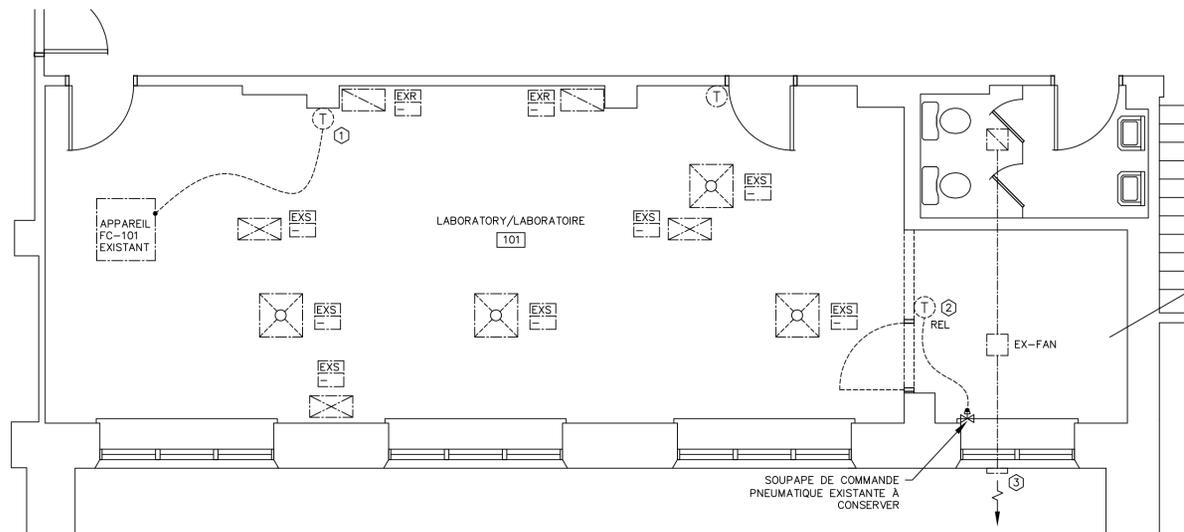 EXR
–
EXR
–
T
1
T
EXS
–
APPAREIL
FC–101
EXISTANT
EXS
–
LABORATORY/LABORATOIRE
101
EXS
–
EXS
–
EXS
–
EXS
–
T
2
REL
EX–FAN
EXS
–
SOUPAPE DE COMMANDE
PNEUMATIQUE EXISTANTE À
CONSERVER
3